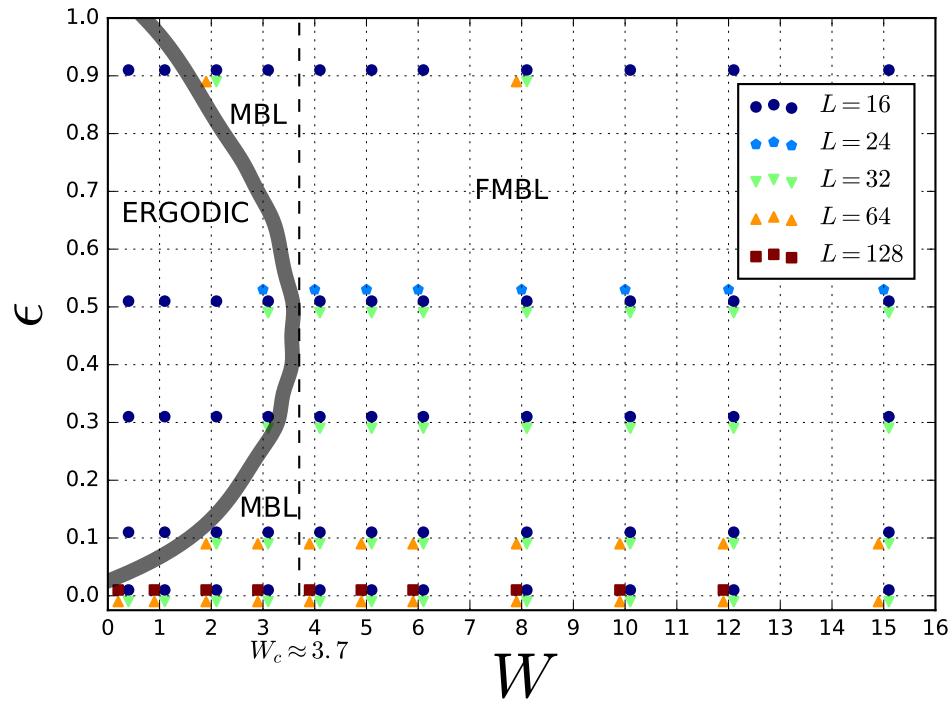 1.0
0.9
0.8
0.7
0.6
0.5
0.4
0.3
0.2
0.1
0.0
ϵ
MBL
ERGODIC
FMBL
MBL
L = 16
L = 24
L = 32
L = 64
L = 128
0 1 2 3 4 5 6 7 8 9 10 11 12 13 14 15 16
W_c ≈ 3.7
W